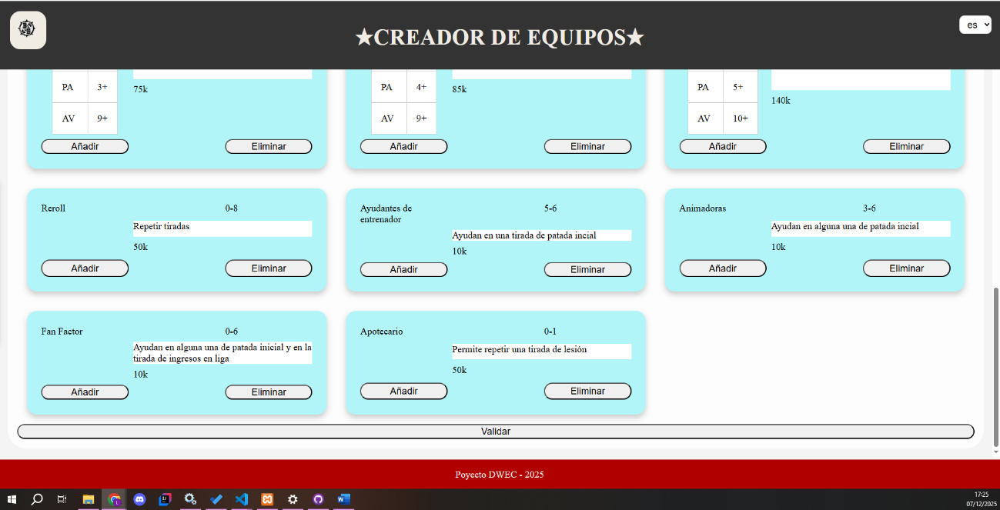 ★CREADOR DE EQUIPOS★
es
PA 3+ 75k
AV 9+
Añadir Eliminar
PA 4+ 85k
AV 9+
Añadir Eliminar
PA 5+ 140k
AV 10+
Añadir Eliminar
Reroll 0-8
Repetir tiradas
50k
Añadir Eliminar
Ayudantes de 5-6
entrenador
Ayudan en una tirada de patada incial
10k
Añadir Eliminar
Animadoras 3-6
Ayudan en alguna una de patada incial
10k
Añadir Eliminar
Fan Factor 0-6
Ayudan en alguna una de patada inicial y en la
tirada de ingresos en liga
10k
Añadir Eliminar
Apotecario 0-1
Permite repetir una tirada de lesión
50k
Añadir Eliminar
Validar
Poyecto DWEC - 2025
17:25
07/12/2025